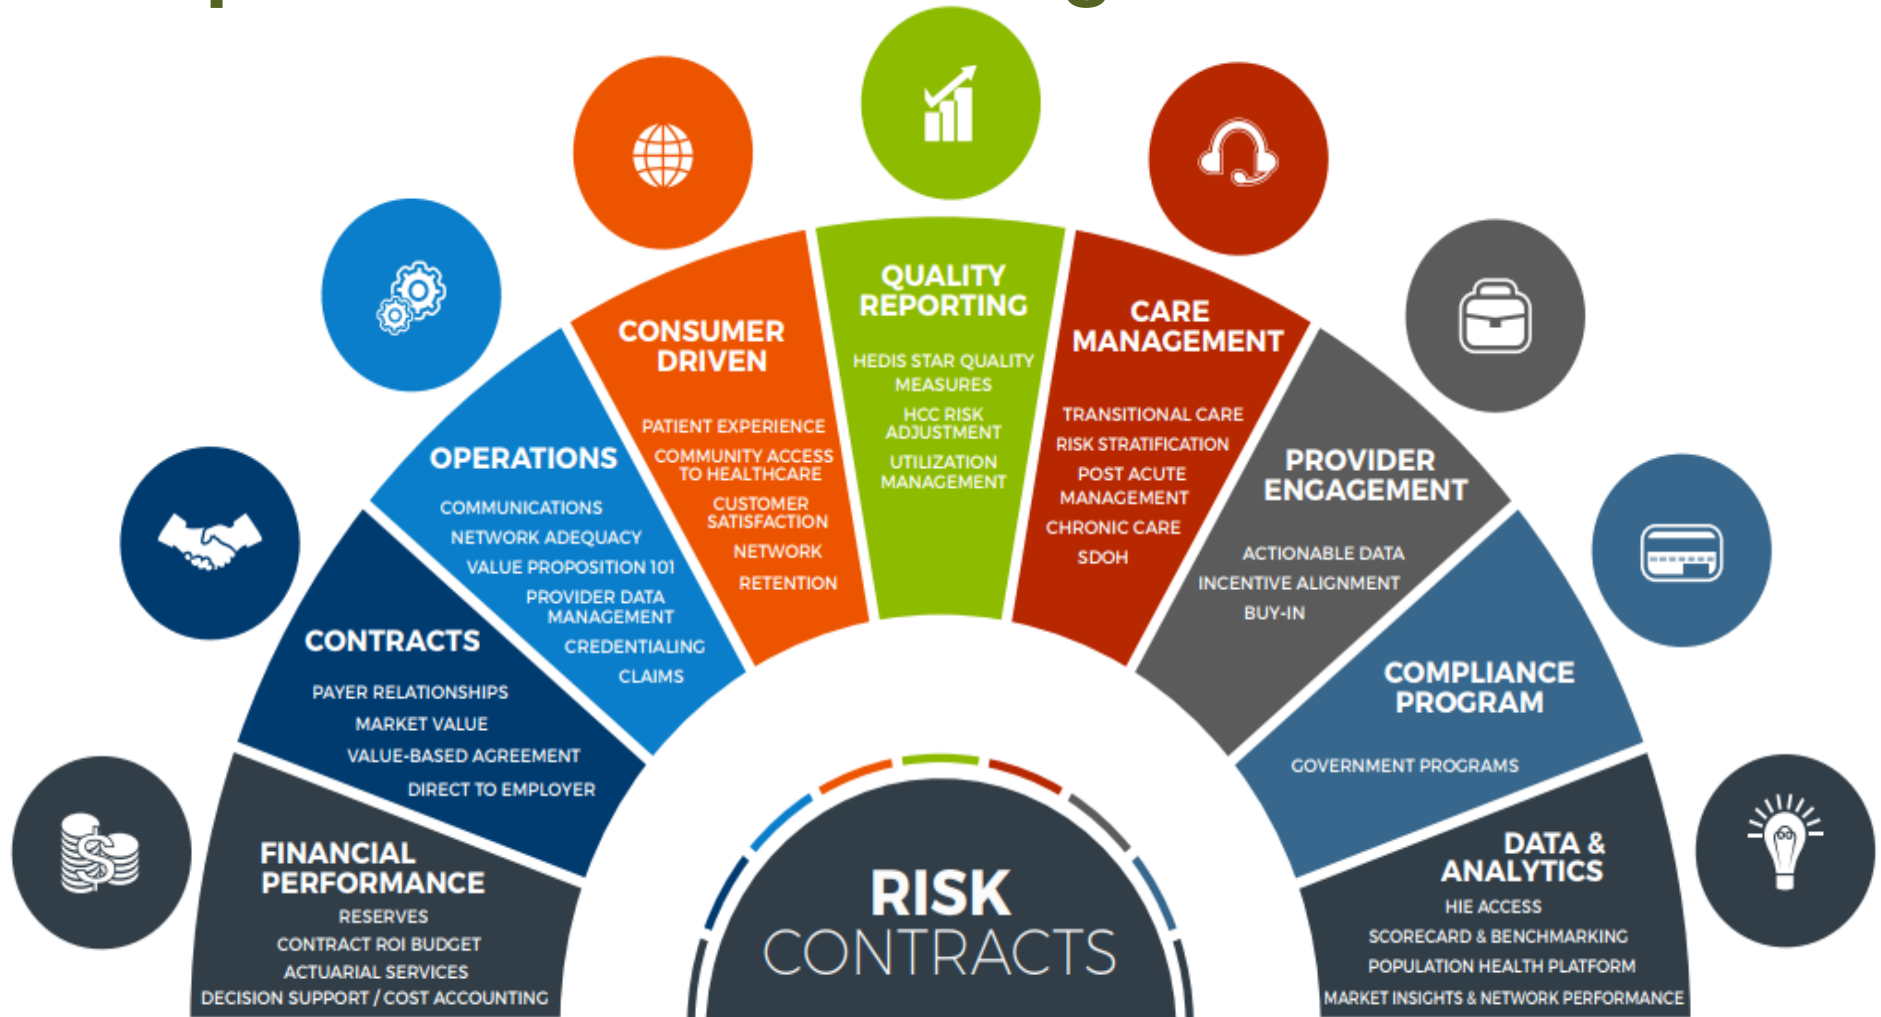 FINANCIAL
PERFORMANCE
RESERVES
CONTRACT ROI BUDGET
ACTUARIAL SERVICES
DECISION SUPPORT / COST ACCOUNTING
CONTRACTS
PAYER RELATIONSHIPS
MARKET VALUE
VALUE-BASED AGREEMENT
DIRECT TO EMPLOYER
OPERATIONS
COMMUNICATIONS
NETWORK ADEQUACY
VALUE PROPOSITION 101
PROVIDER DATA
MANAGEMENT
CREDENTIALING
CLAIMS
CONSUMER
DRIVEN
PATIENT EXPERIENCE
COMMUNITY ACCESS
TO HEALTHCARE
CUSTOMER
SATISFACTION
NETWORK
RETENTION
QUALITY
REPORTING
HEDIS STAR QUALITY
MEASURES
HCC RISK
ADJUSTMENT
UTILIZATION
MANAGEMENT
CARE
MANAGEMENT
TRANSITIONAL CARE
RISK STRATIFICATION
POST ACUTE
MANAGEMENT
CHRONIC CARE
SDOH
PROVIDER
ENGAGEMENT
ACTIONABLE DATA
INCENTIVE ALIGNMENT
BUY-IN
COMPLIANCE
PROGRAM
GOVERNMENT PROGRAMS
DATA &
ANALYTICS
HIE ACCESS
SCORECARD & BENCHMARKING
POPULATION HEALTH PLATFORM
MARKET INSIGHTS & NETWORK PERFORMANCE
RISK
CONTRACTS